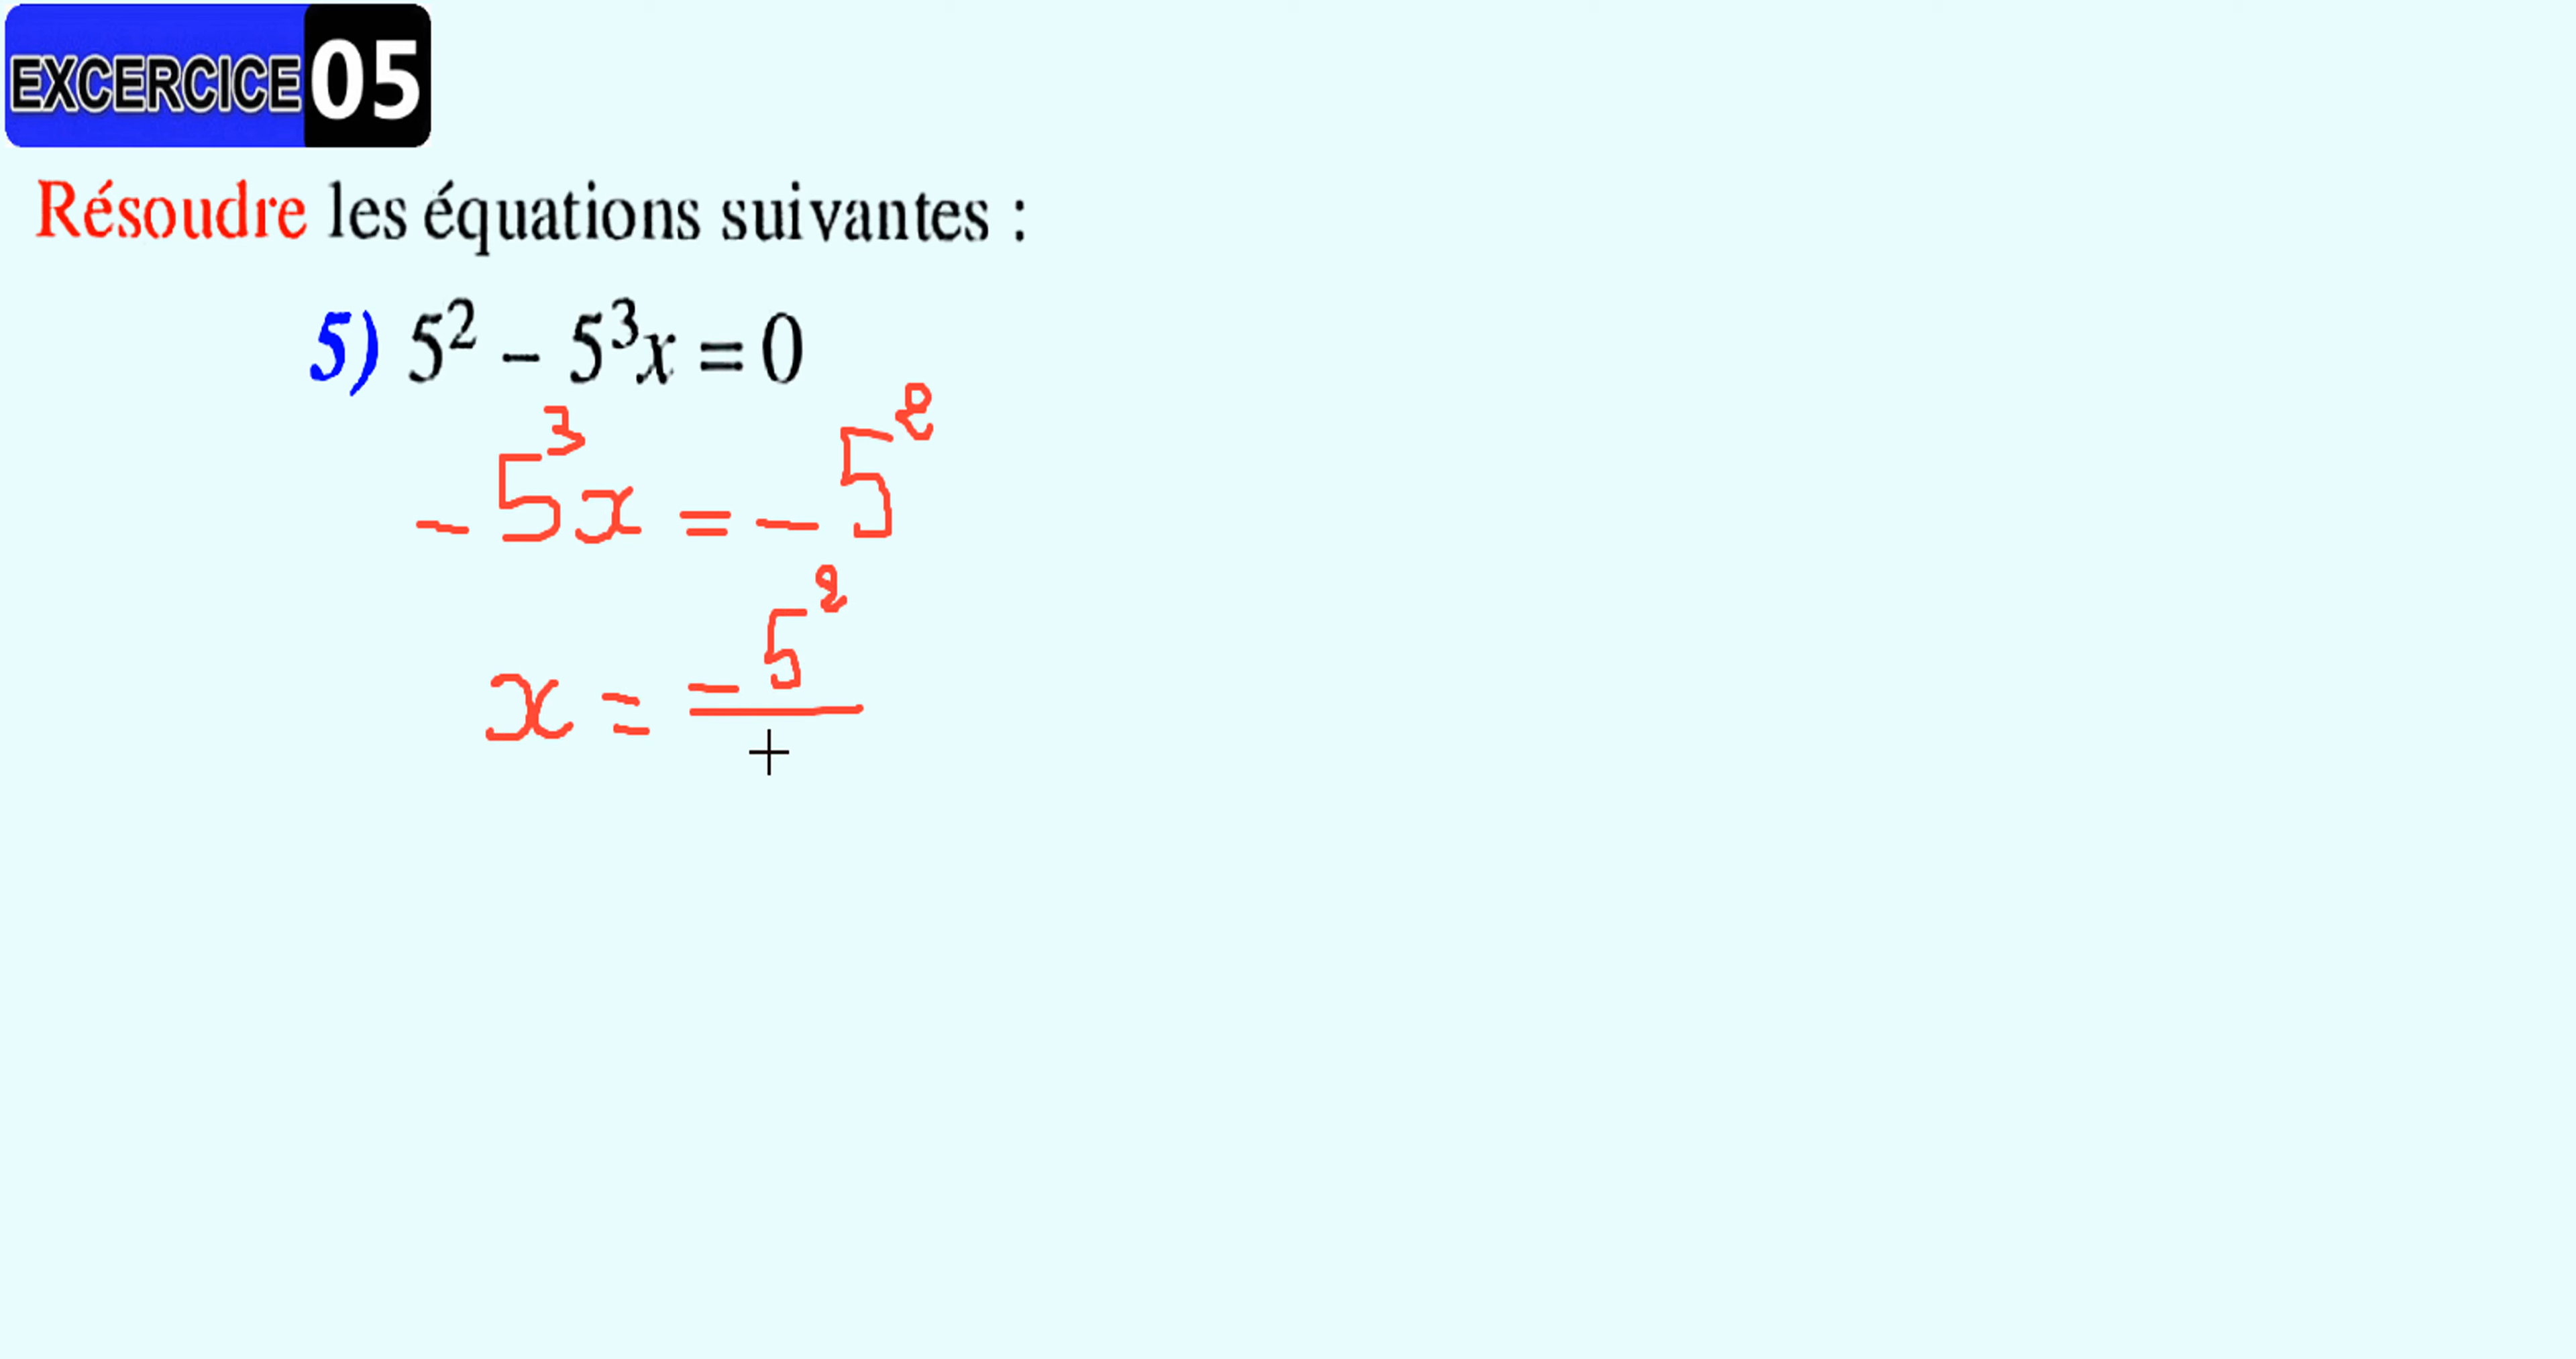 EXCERCICE 05
Résoudre les équations suivantes :
5) 5² – 5³x = 0
- 5³x = - 5²
x = - 5² /